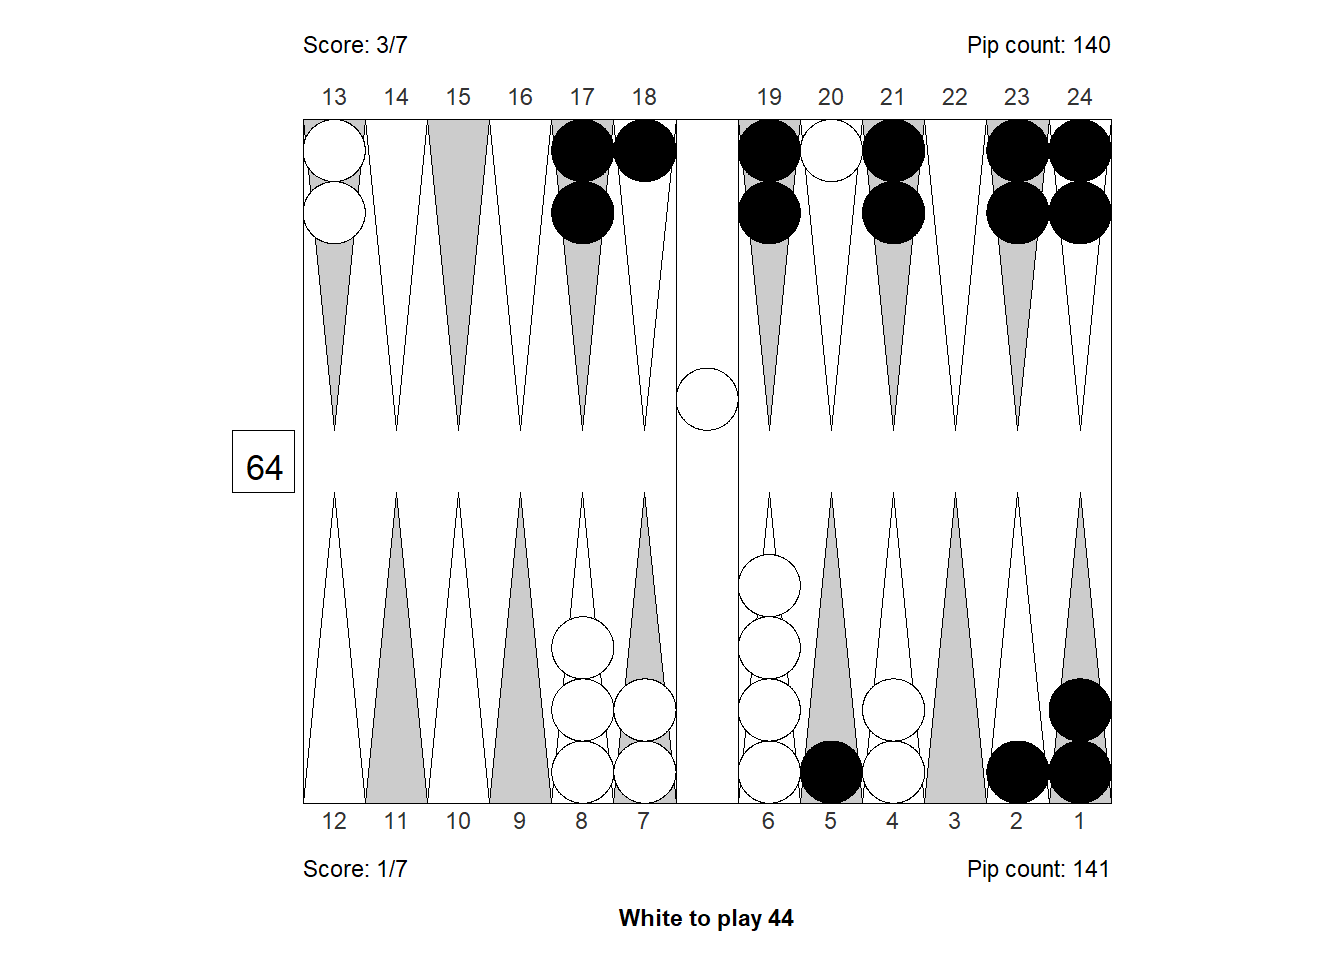 Score: 3/7 Pip count: 140
13 14 15 16 17 18 19 20 21 22 23 24
64
12 11 10 9 8 7 6 5 4 3 2 1
Score: 1/7 Pip count: 141
White to play 44